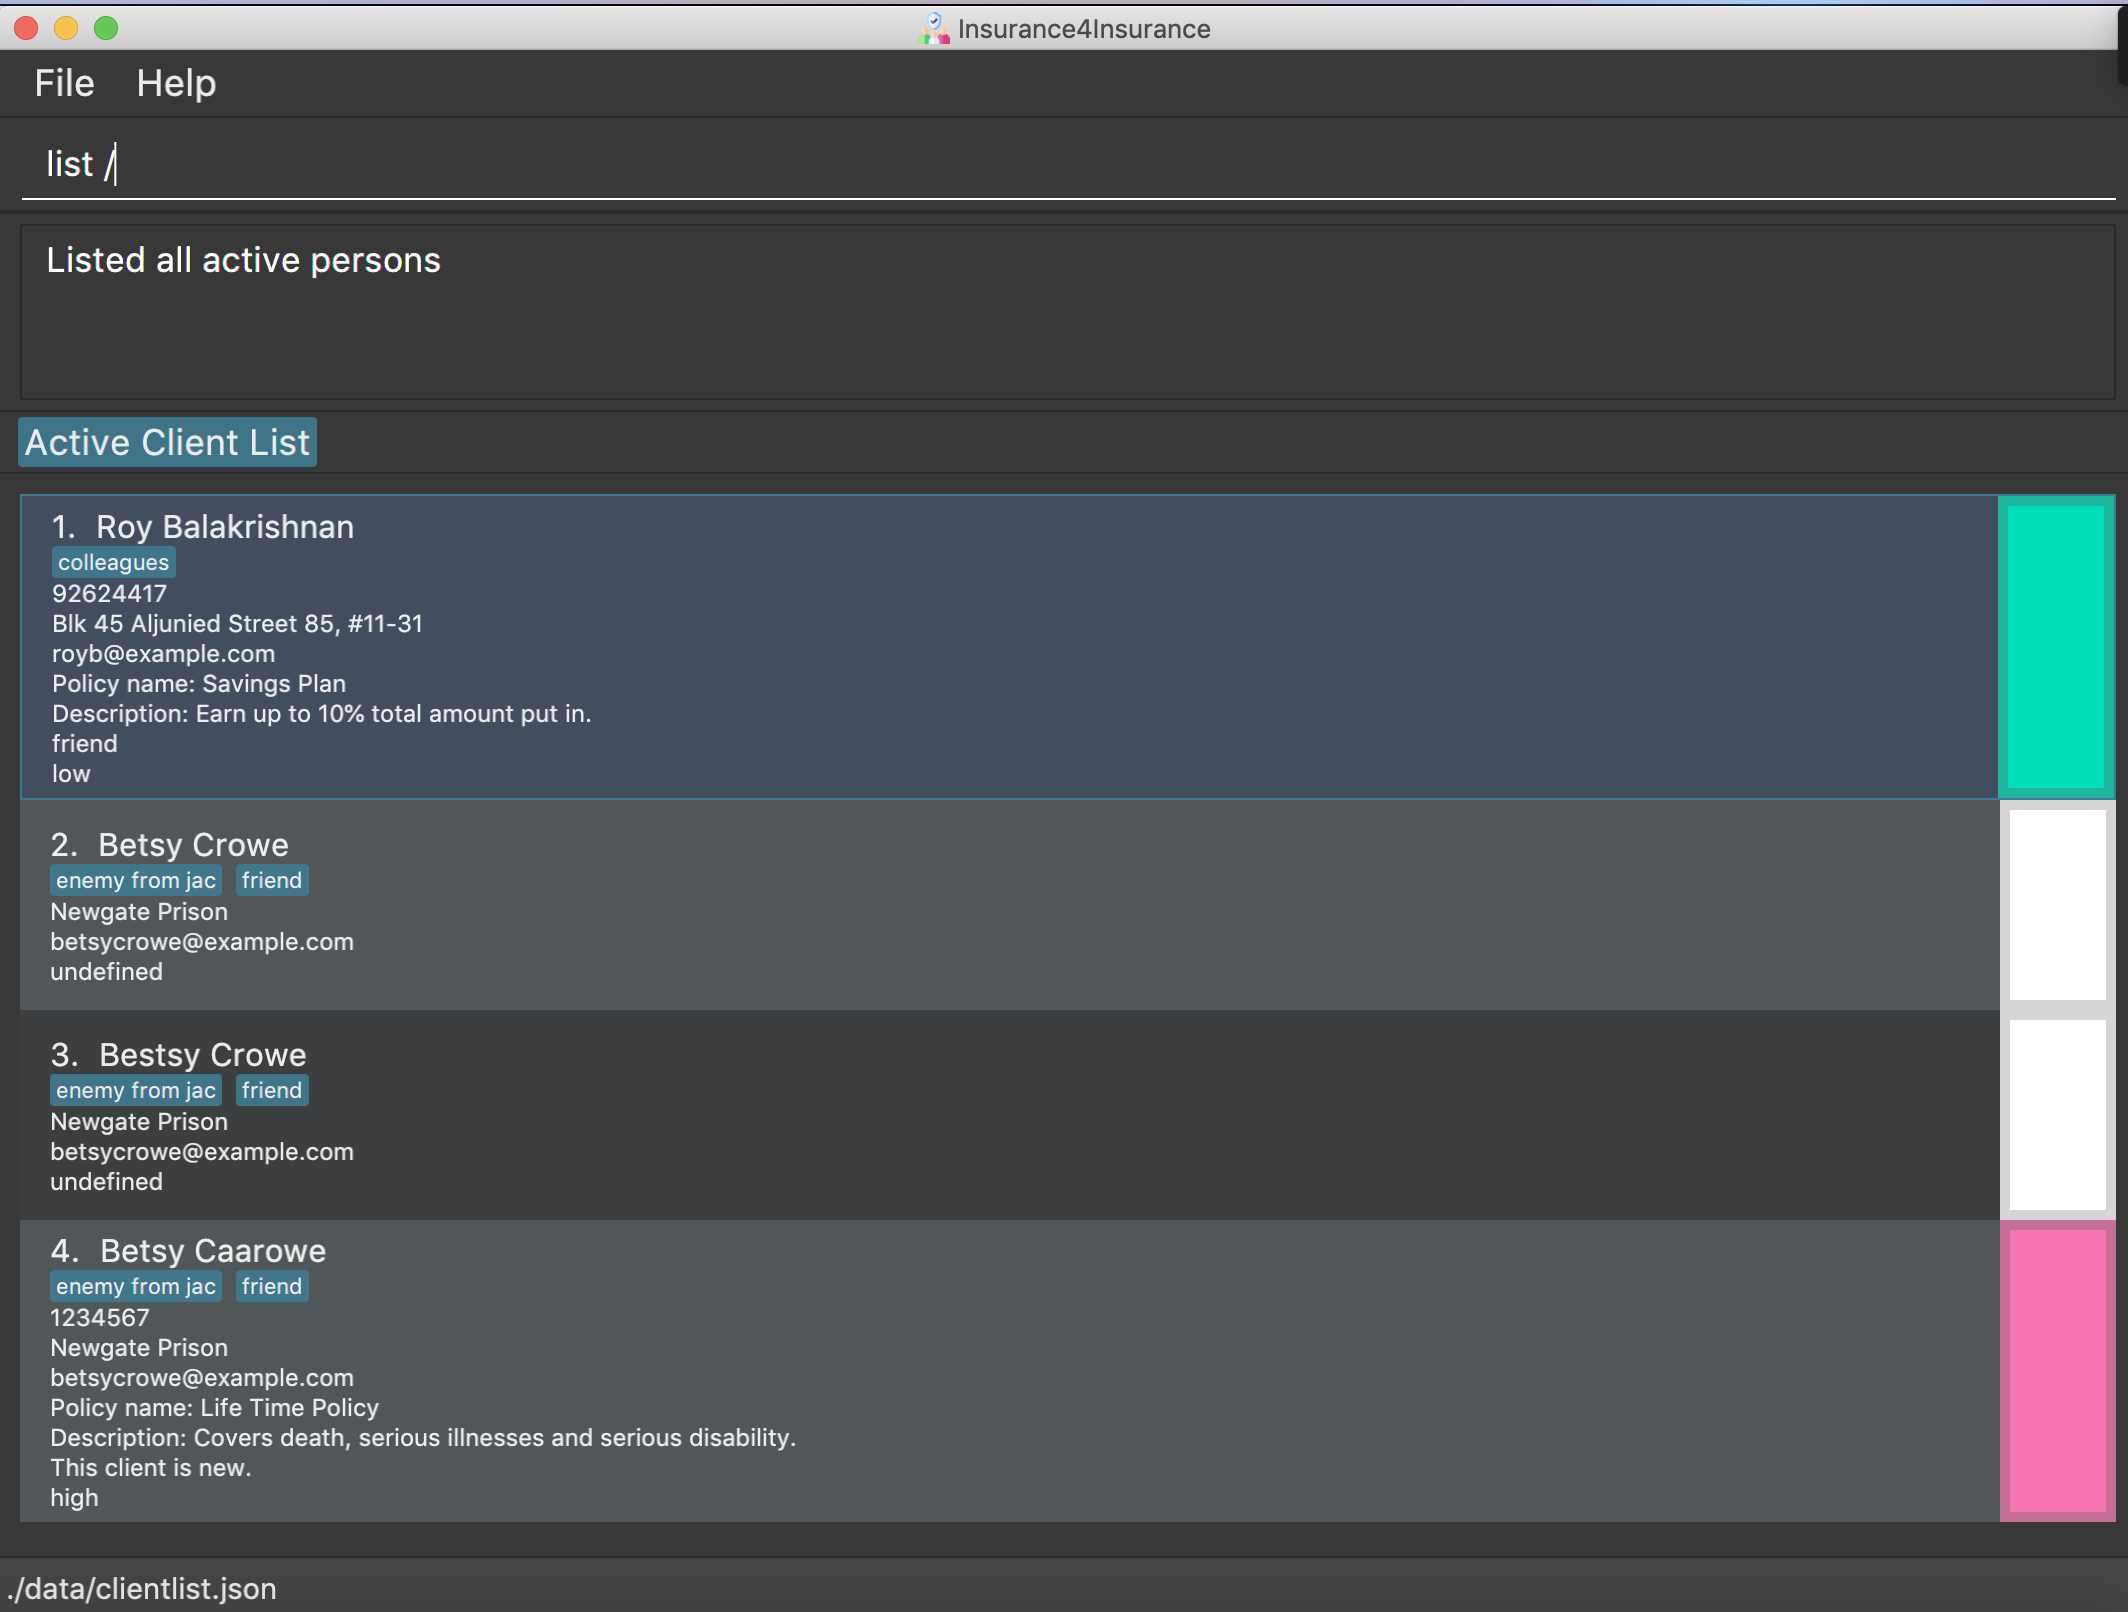 Insurance4Insurance
File Help
list /
Listed all active persons
Active Client List
1. Roy Balakrishnan
colleagues
92624417
Blk 45 Aljunied Street 85, #11-31
royb@example.com
Policy name: Savings Plan
Description: Earn up to 10% total amount put in.
friend
low
2. Betsy Crowe
enemy from jac friend
Newgate Prison
betsycrowe@example.com
undefined
3. Bestsy Crowe
enemy from jac friend
Newgate Prison
betsycrowe@example.com
undefined
4. Betsy Caarowe
enemy from jac friend
1234567
Newgate Prison
betsycrowe@example.com
Policy name: Life Time Policy
Description: Covers death, serious illnesses and serious disability.
This client is new.
high
./data/clientlist.json